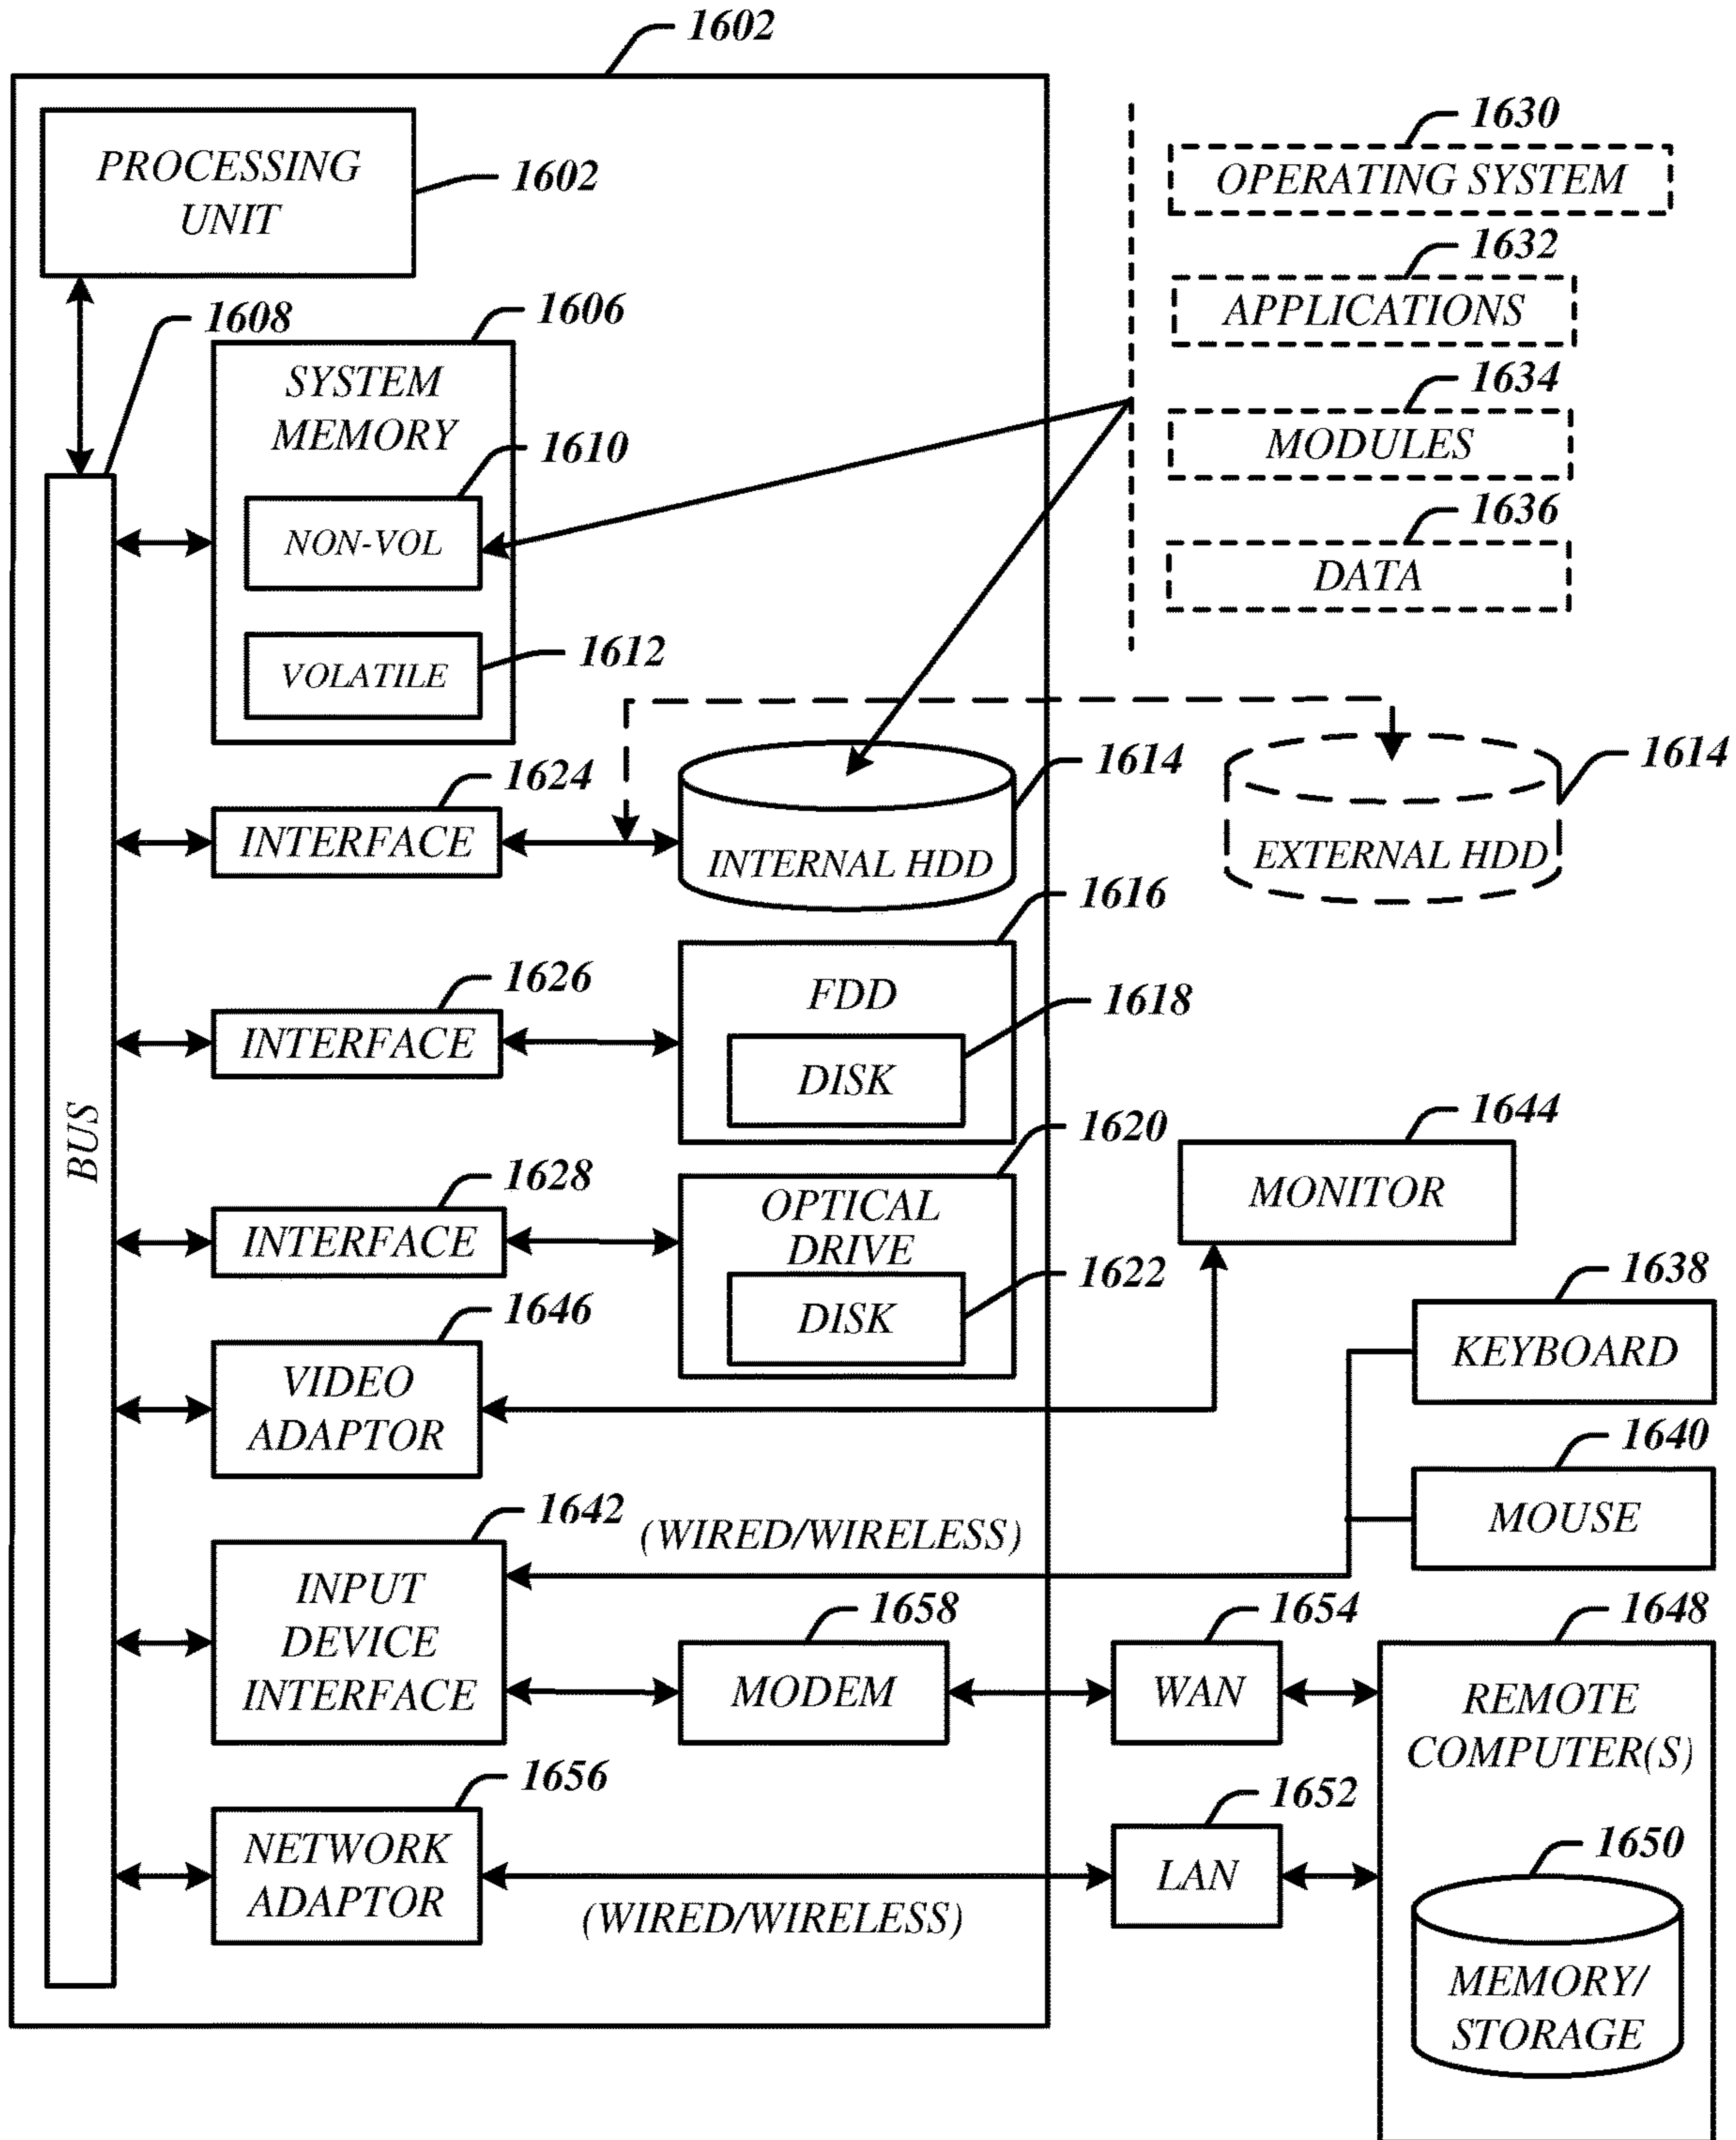 1602
PROCESSING
UNIT
1602
1608
1606
SYSTEM
MEMORY
1610
NON-VOL
VOLATILE
1612
1630
OPERATING SYSTEM
1632
APPLICATIONS
1634
MODULES
1636
DATA
1624
INTERFACE
1614
INTERNAL HDD
1614
EXTERNAL HDD
BUS
1626
INTERFACE
1616
FDD
1618
DISK
1628
INTERFACE
1620
OPTICAL
DRIVE
1622
DISK
1644
MONITOR
1646
VIDEO
ADAPTOR
1638
KEYBOARD
1640
MOUSE
1642
INPUT
DEVICE
INTERFACE
(WIRED/WIRELESS)
1658
MODEM
1654
WAN
1648
REMOTE
COMPUTER(S)
1656
NETWORK
ADAPTOR
(WIRED/WIRELESS)
1652
LAN
1650
MEMORY/
STORAGE